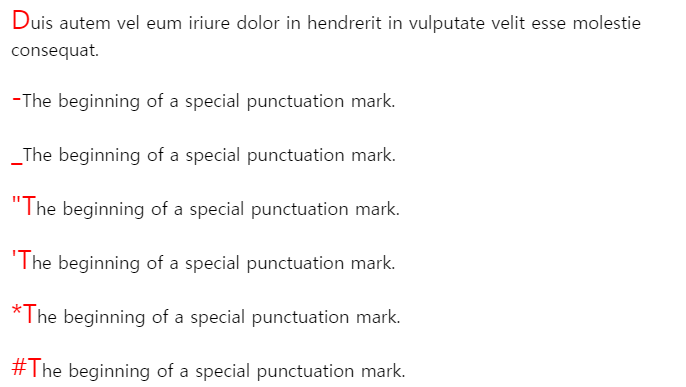 Duis autem vel eum iriure dolor in hendrerit in vulputate velit esse molestie
consequat.
-The beginning of a special punctuation mark.
_The beginning of a special punctuation mark.
"The beginning of a special punctuation mark.
'The beginning of a special punctuation mark.
*The beginning of a special punctuation mark.
#The beginning of a special punctuation mark.